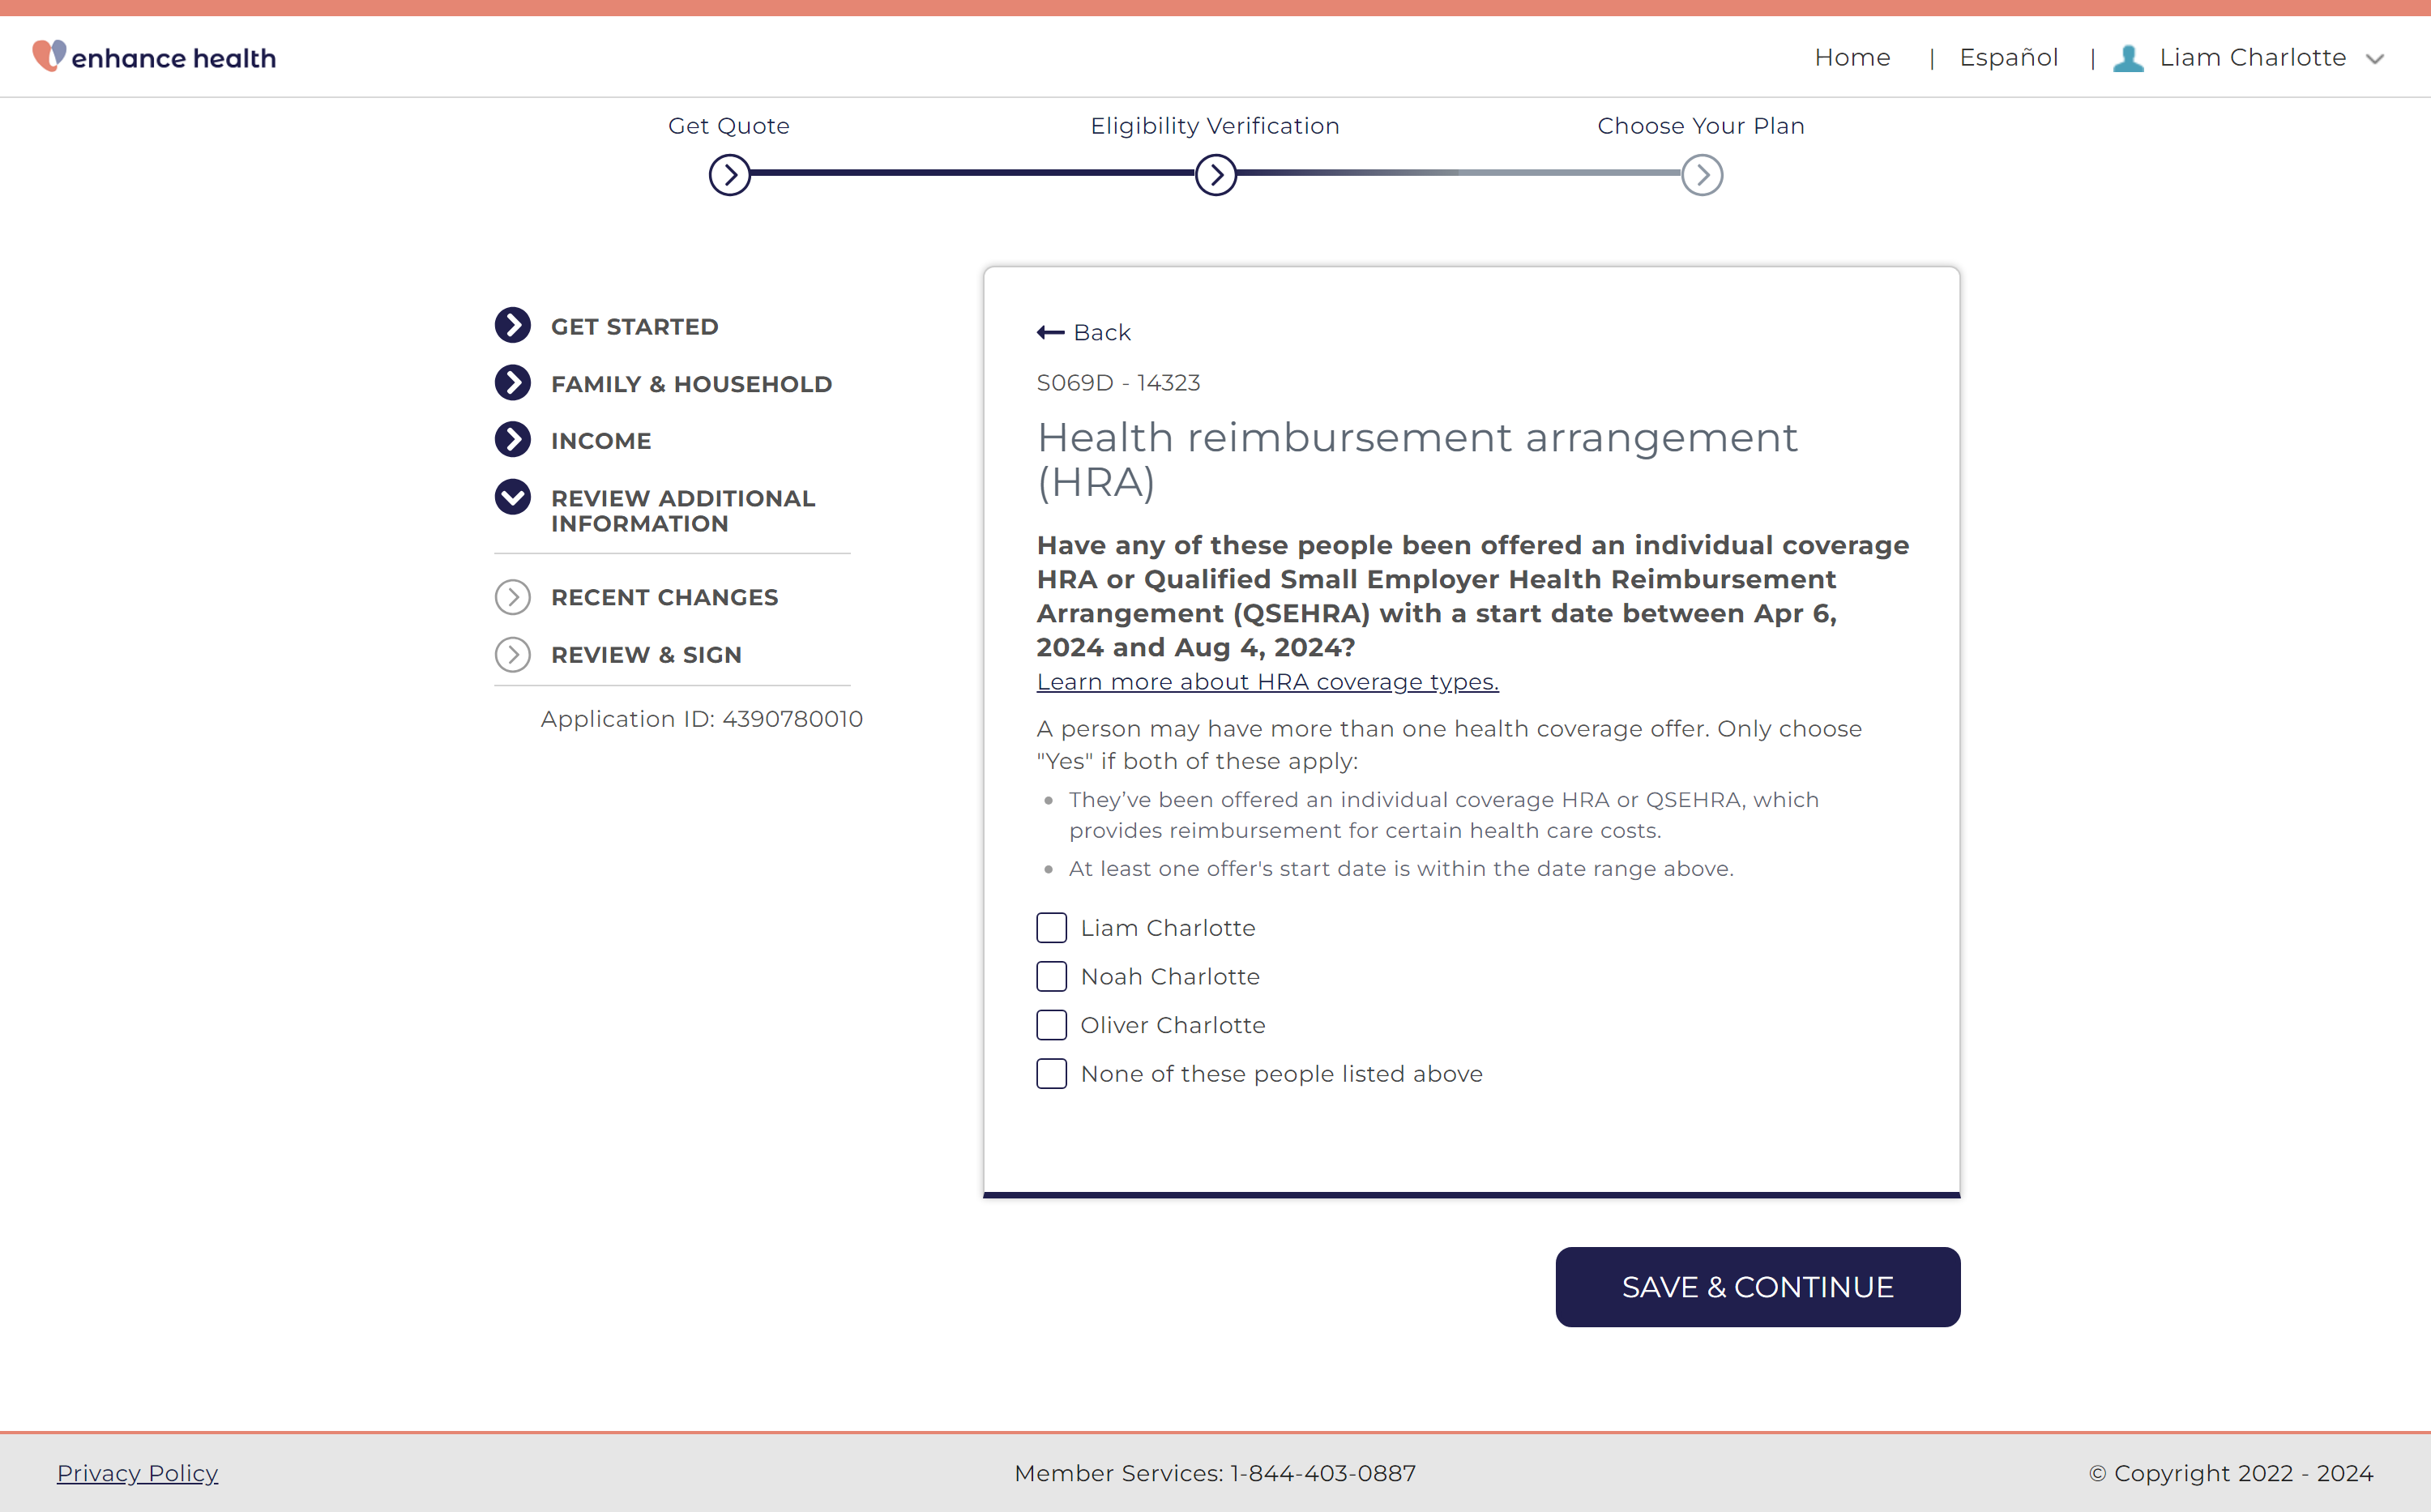 enhance health
Home | Español | Liam Charlotte
Get Quote
Eligibility Verification
Choose Your Plan
GET STARTED
FAMILY & HOUSEHOLD
INCOME
REVIEW ADDITIONAL
INFORMATION
RECENT CHANGES
REVIEW & SIGN
Application ID: 4390780010
Back
S069D - 14323
Health reimbursement arrangement
(HRA)
Have any of these people been offered an individual coverage
HRA or Qualified Small Employer Health Reimbursement
Arrangement (QSEHRA) with a start date between Apr 6,
2024 and Aug 4, 2024?
Learn more about HRA coverage types.
A person may have more than one health coverage offer. Only choose
"Yes" if both of these apply:
• They’ve been offered an individual coverage HRA or QSEHRA, which
provides reimbursement for certain health care costs.
• At least one offer's start date is within the date range above.
Liam Charlotte
Noah Charlotte
Oliver Charlotte
None of these people listed above
SAVE & CONTINUE
Privacy Policy
Member Services: 1-844-403-0887
© Copyright 2022 - 2024